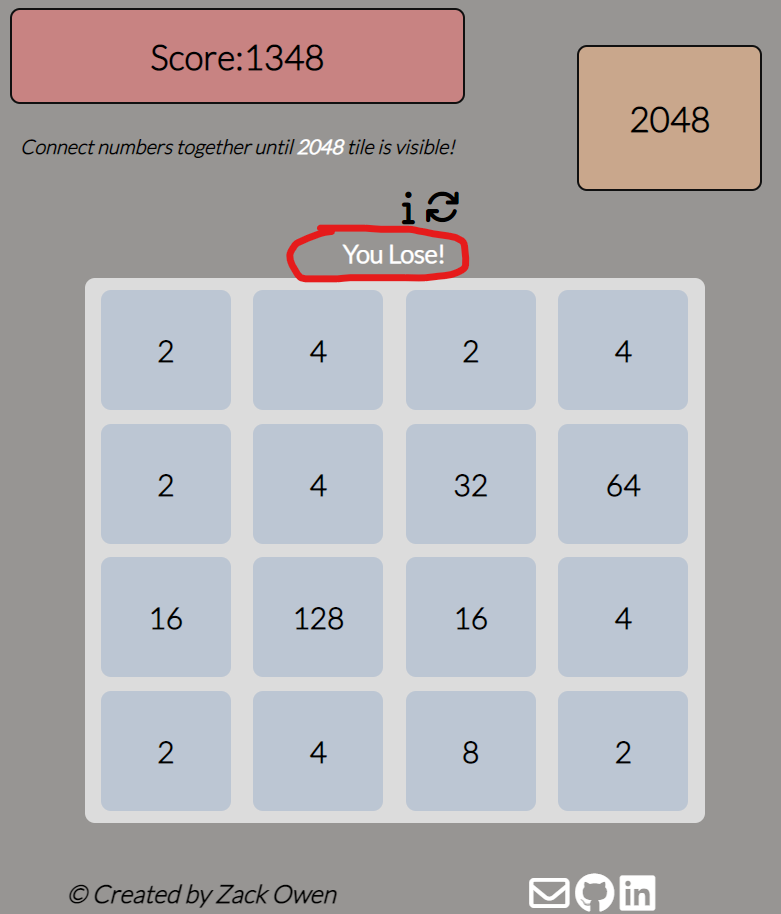 Score:1348
2048
Connect numbers together until 2048 tile is visible!
You Lose!
2 4 2 4
2 4 32 64
16 128 16 4
2 4 8 2
© Created by Zack Owen